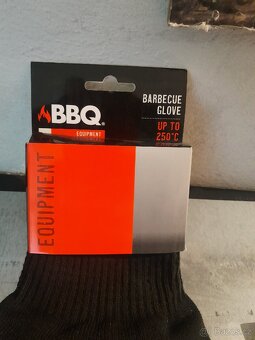 BBQ
EQUIPMENT
BARBECUE
GLOVE
UP TO
250°C
EQUIPMENT